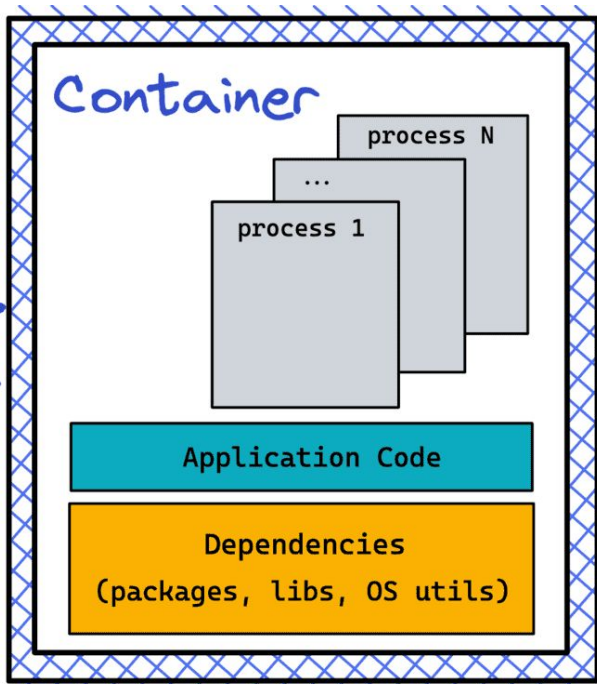 Container
process N
...
process 1
Application Code
Dependencies
(packages, libs, OS utils)